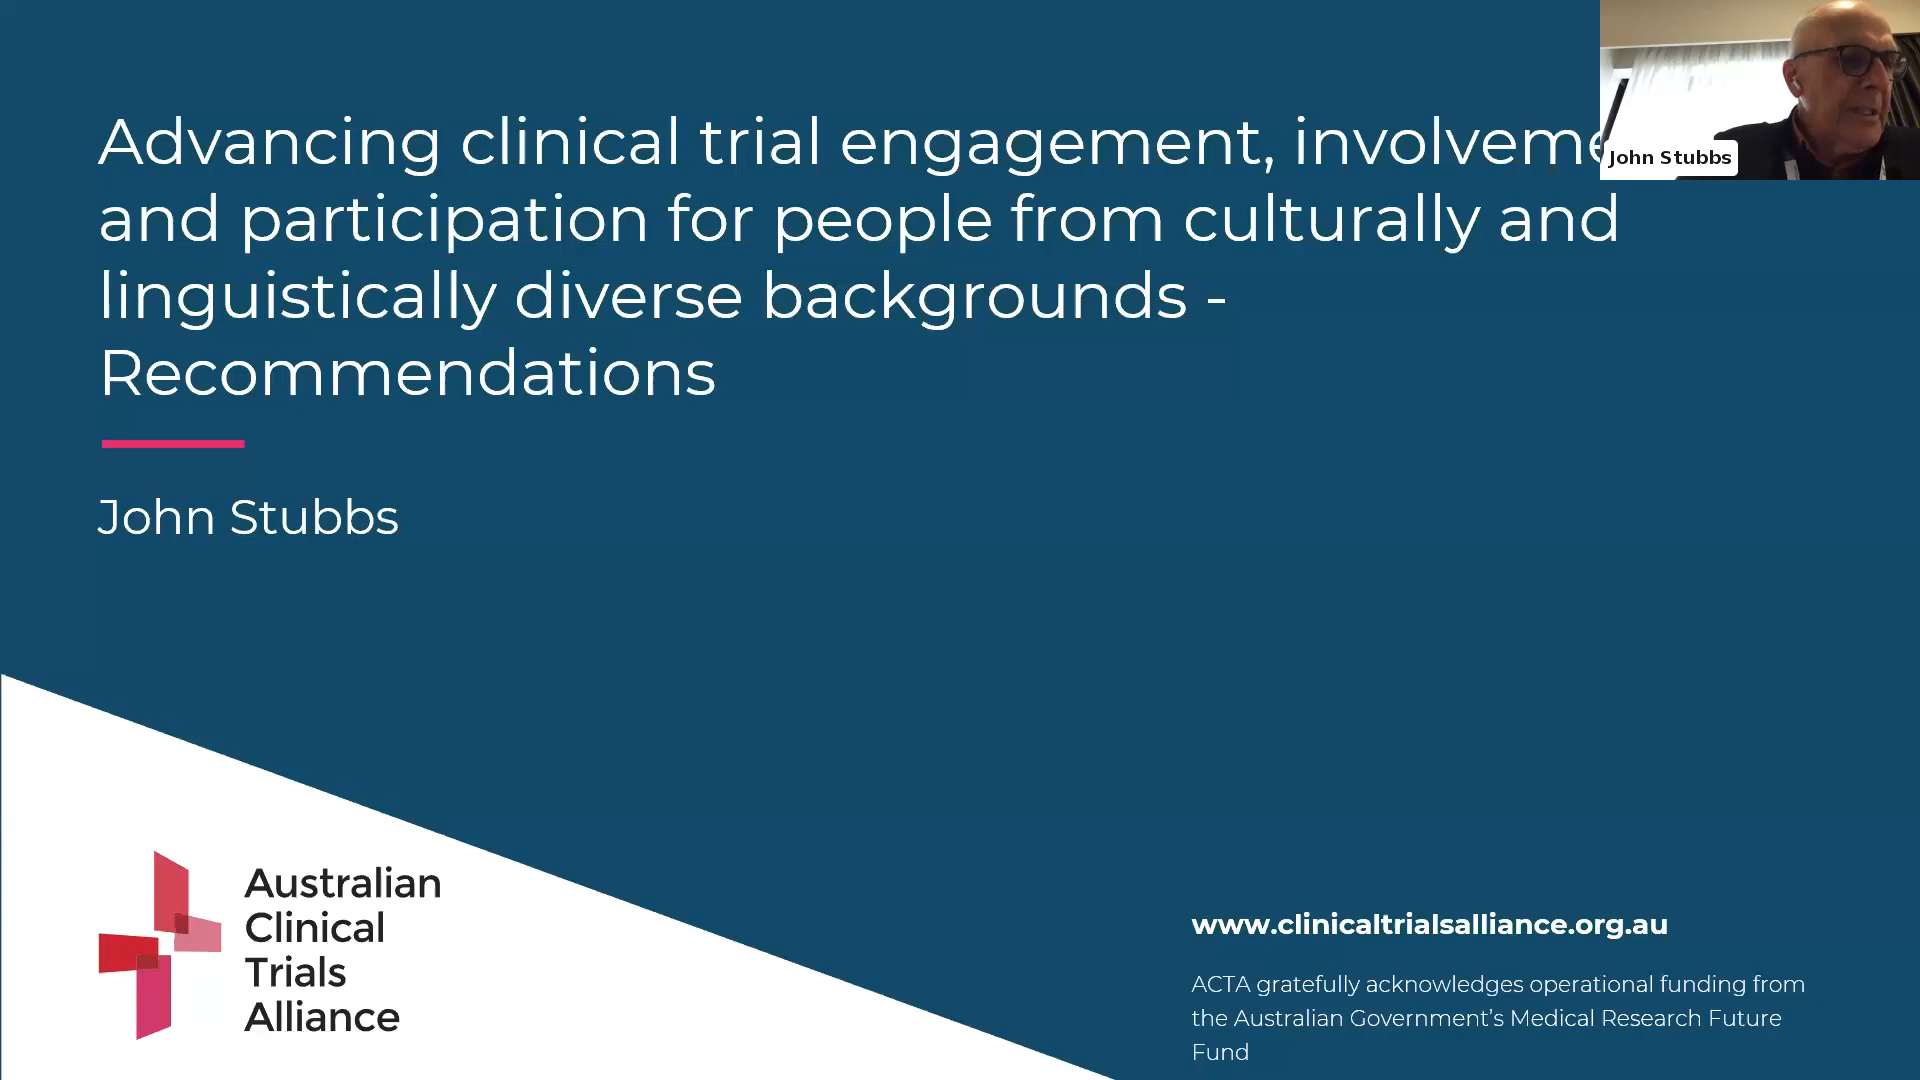 Advancing clinical trial engagement, involveme
and participation for people from culturally and
linguistically diverse backgrounds -
Recommendations
John Stubbs
John Stubbs
Australian
Clinical
Trials
Alliance
www.clinicaltrialsalliance.org.au
ACTA gratefully acknowledges operational funding from
the Australian Government's Medical Research Future
Fund